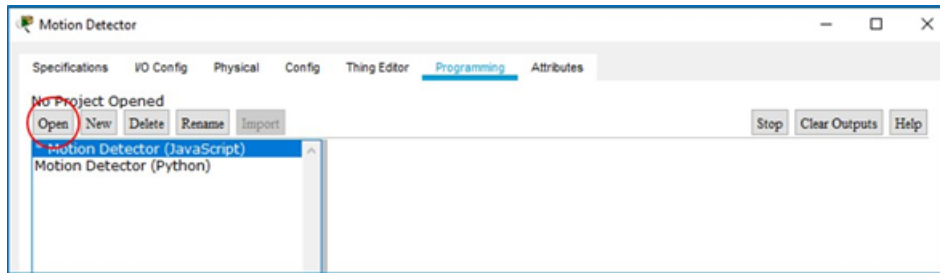 Motion Detector
Specifications I/O Config Physical Config Thing Editor Programming Attributes
No Project Opened
Open New Delete Rename Import Stop Clear Outputs Help
* Motion Detector (JavaScript)
Motion Detector (Python)